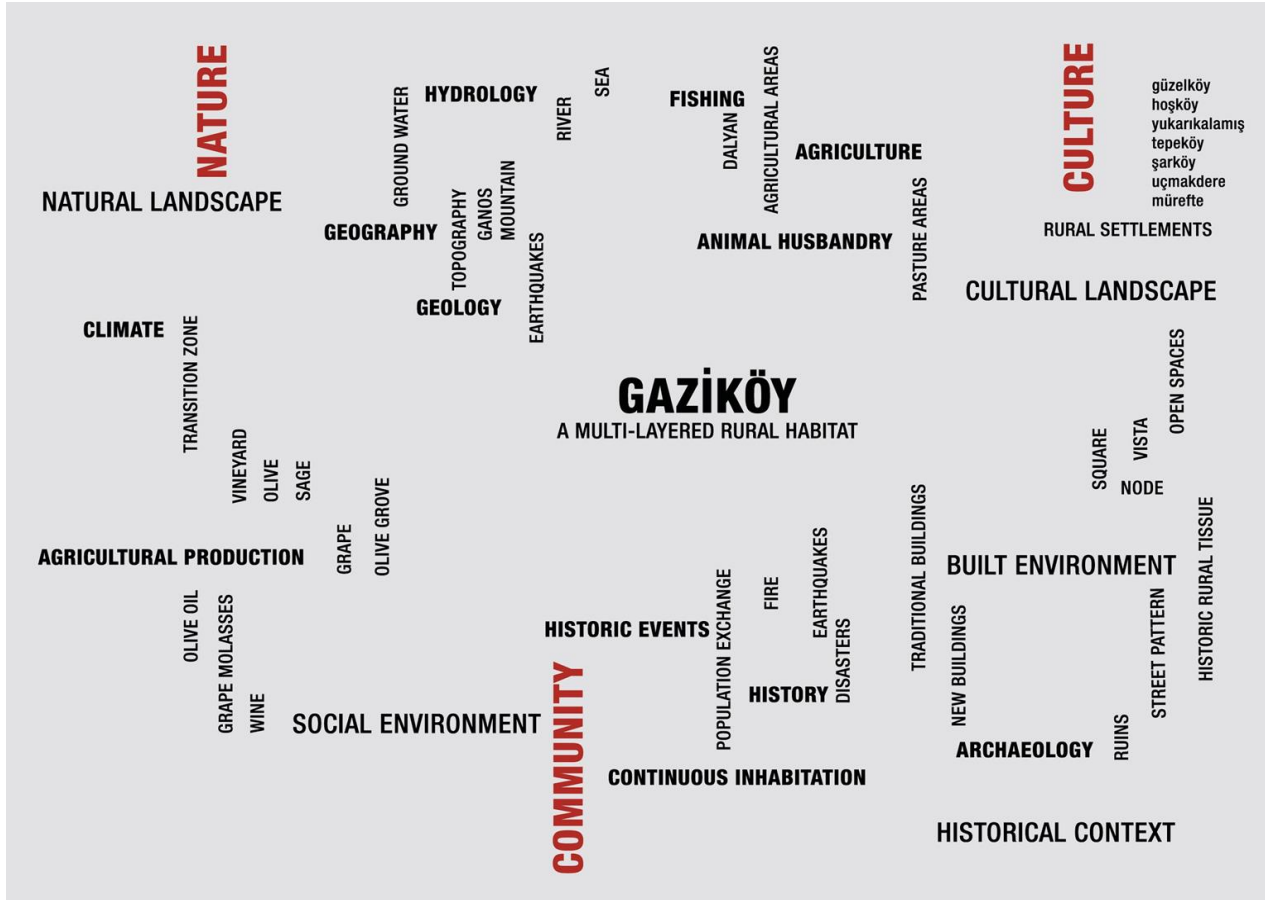 NATURE
NATURAL LANDSCAPE
HYDROLOGY
GROUND WATER
RIVER
SEA
GEOGRAPHY
TOPOGRAPHY
GANOS
MOUNTAIN
EARTHQUAKES
GEOLOGY
FISHING
DALYAN
AGRICULTURAL AREAS
AGRICULTURE
ANIMAL HUSBANDRY
PASTURE AREAS
CULTURE
güzelköy
hoşköy
yukarıkalamış
tepeköy
şarköy
uçmakdere
mürefte
RURAL SETTLEMENTS
CULTURAL LANDSCAPE
CLIMATE
TRANSITION ZONE
VINEYARD
OLIVE
SAGE
GRAPE
OLIVE GROVE
GAZİKÖY
A MULTI-LAYERED RURAL HABITAT
OPEN SPACES
SQUARE
VISTA
NODE
AGRICULTURAL PRODUCTION
OLIVE OIL
GRAPE MOLASSES
WINE
SOCIAL ENVIRONMENT
COMMUNITY
HISTORIC EVENTS
POPULATION EXCHANGE
FIRE
EARTHQUAKES
DISASTERS
HISTORY
CONTINUOUS INHABITATION
TRADITIONAL BUILDINGS
BUILT ENVIRONMENT
NEW BUILDINGS
STREET PATTERN
HISTORIC RURAL TISSUE
ARCHAEOLOGY
RUINS
HISTORICAL CONTEXT